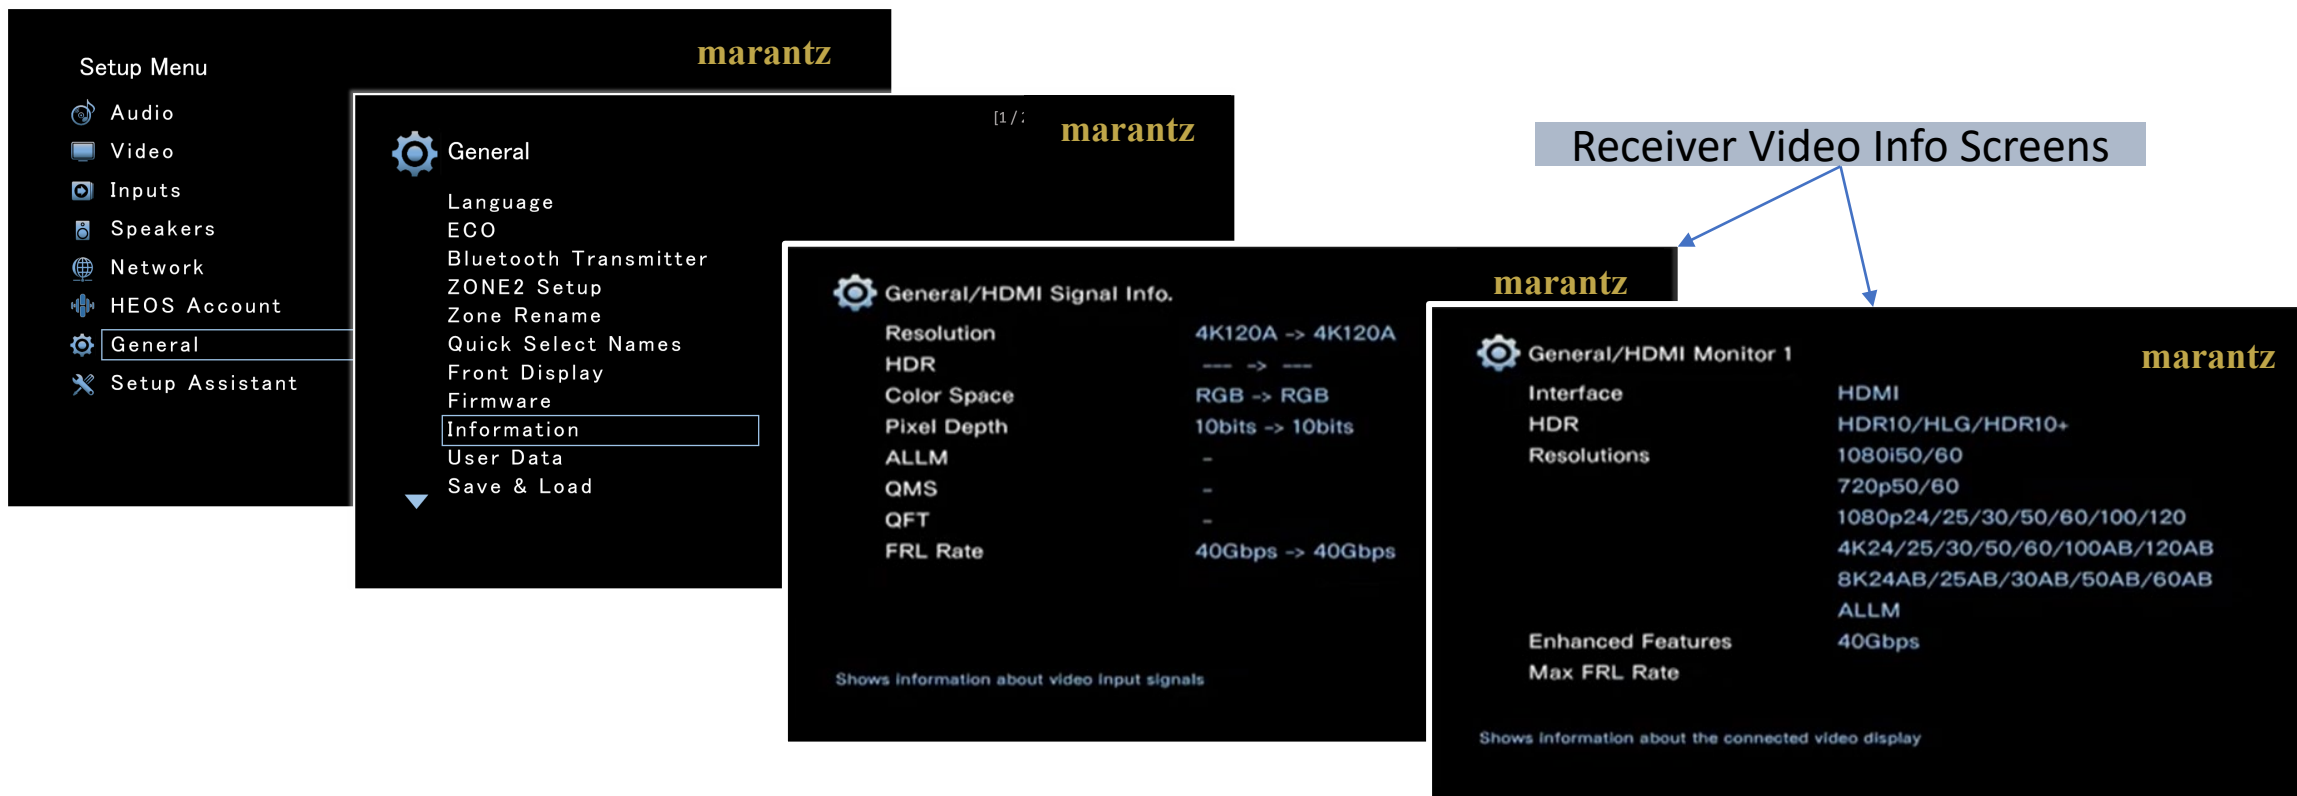 marantz
Setup Menu
Audio
Video
Inputs
Speakers
Network
HEOS Account
General
Setup Assistant
[1/2
marantz
General
Language
ECO
Bluetooth Transmitter
ZONE2 Setup
Zone Rename
Quick Select Names
Front Display
Firmware
Information
User Data
Save & Load
Receiver Video Info Screens
marantz
General/HDMI Signal Info.
Resolution 4K120A -> 4K120A
HDR --- -> ---
Color Space RGB -> RGB
Pixel Depth 10bits -> 10bits
ALLM -
QMS -
QFT -
FRL Rate 40Gbps -> 40Gbps
Shows information about video input signals
marantz
General/HDMI Monitor 1
Interface HDMI
HDR HDR10/HLG/HDR10+
Resolutions 1080i50/60
720p50/60
1080p24/25/30/50/60/100/120
4K24/25/30/50/60/100AB/120AB
8K24AB/25AB/30AB/50AB/60AB
ALLM
Enhanced Features 40Gbps
Max FRL Rate
Shows information about the connected video display